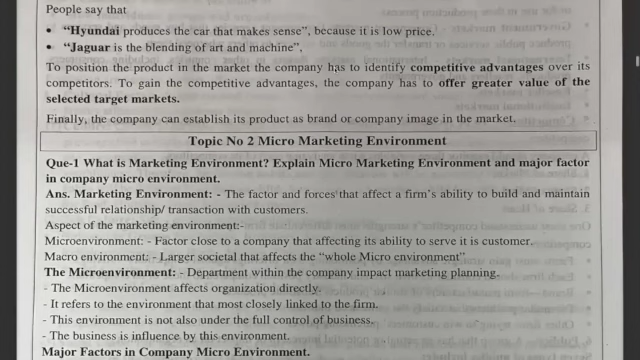 People say that
• "Hyundai produces the car that makes sense", because it is low price.
• "Jaguar is the blending of art and machine",
To position the product in the market the company has to identify competitive advantages over its
competitors. To gain the competitive advantages, the company has to offer greater value of the
selected target markets.
Finally, the company can establish its product as brand or company image in the market.
Topic No 2 Micro Marketing Environment
Que-1 What is Marketing Environment? Explain Micro Marketing Environment and major factor
in company micro environment.
Ans. Marketing Environment: - The factor and forces that affect a firm's ability to build and maintain
successful relationship/ transaction with customers.
Aspect of the marketing environment:-
Microenvironment: - Factor close to a company that affecting its ability to serve it is customer.
Macro environment: - Larger societal that affects the "whole Micro environment"
The Microenvironment: - Department within the company impact marketing planning.
- The Microenvironment affects organization directly.
- It refers to the environment that most closely linked to the firm.
- This environment is not also under the full control of business.
- The business is influence by this environment.
Major Factors in Company Micro Environment.